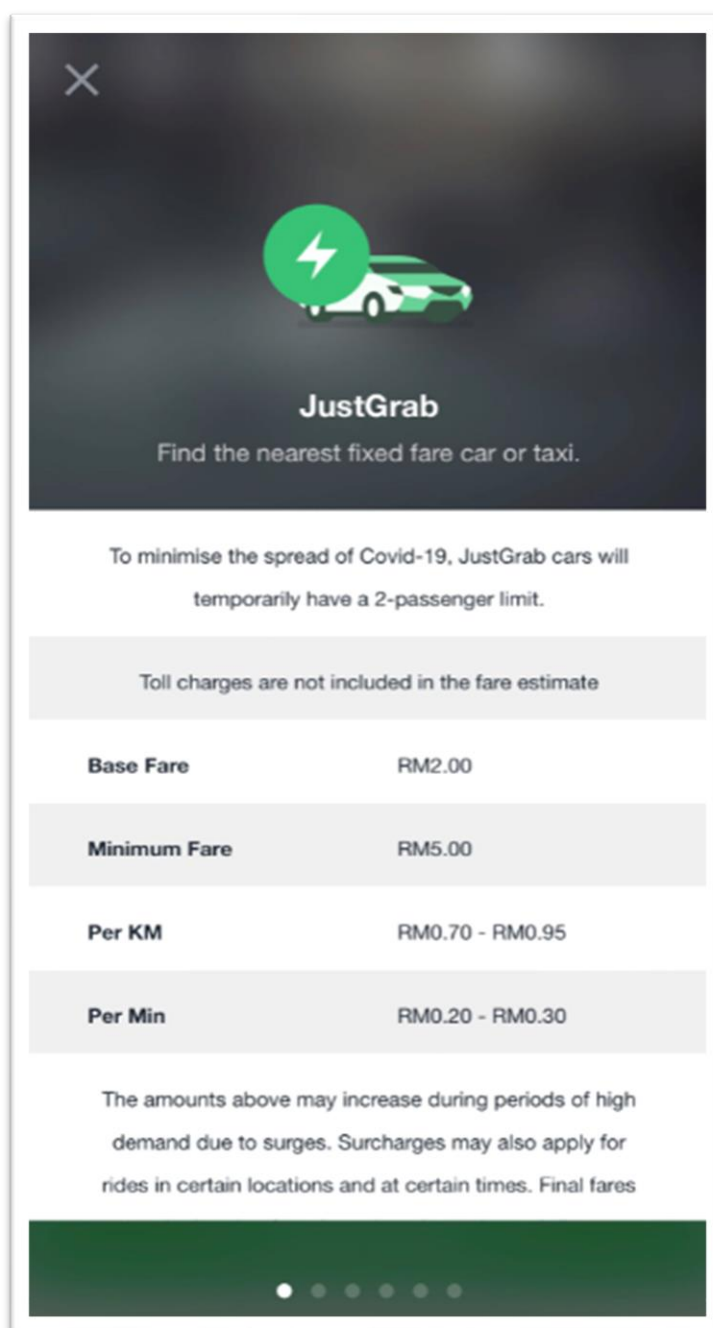 JustGrab
Find the nearest fixed fare car or taxi.
To minimise the spread of Covid-19, JustGrab cars will
temporarily have a 2-passenger limit.
Toll charges are not included in the fare estimate
Base Fare RM2.00
Minimum Fare RM5.00
Per KM RM0.70 - RM0.95
Per Min RM0.20 - RM0.30
The amounts above may increase during periods of high
demand due to surges. Surcharges may also apply for
rides in certain locations and at certain times. Final fares